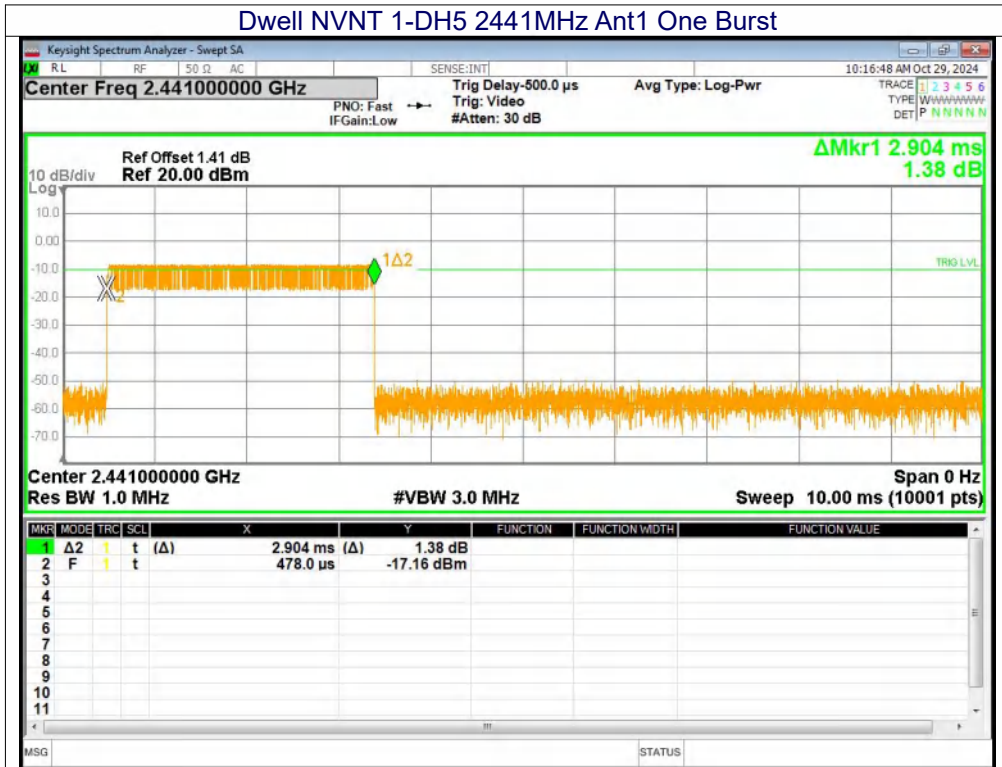 Dwell NVNT 1-DH5 2441MHz Ant1 One Burst
Keysight Spectrum Analyzer - Swept SA
RL RF 50 Ω AC SENSE:INT 10:16:48 AM Oct 29, 2024
Center Freq 2.441000000 GHz Trig Delay-500.0 µs Avg Type: Log-Pwr TRACE 1 2 3 4 5 6
PNO: Fast Trig: Video TYPE WWWWWWW
IFGain:Low #Atten: 30 dB DET P N N N N N
ΔMkr1 2.904 ms
1.38 dB
Ref Offset 1.41 dB
10 dB/div Ref 20.00 dBm
Log
10.0
0.00
-10.0 1Δ2 TRIG LVL
-20.0 2
-30.0
-40.0
-50.0
-60.0
-70.0
Center 2.441000000 GHz Span 0 Hz
Res BW 1.0 MHz #VBW 3.0 MHz Sweep 10.00 ms (10001 pts)
MKR MODE TRC SCL X Y FUNCTION FUNCTION WIDTH FUNCTION VALUE
1 Δ2 1 t (Δ) 2.904 ms (Δ) 1.38 dB
2 F 1 t 478.0 µs -17.16 dBm
3
4
5
6
7
8
9
10
11
MSG STATUS